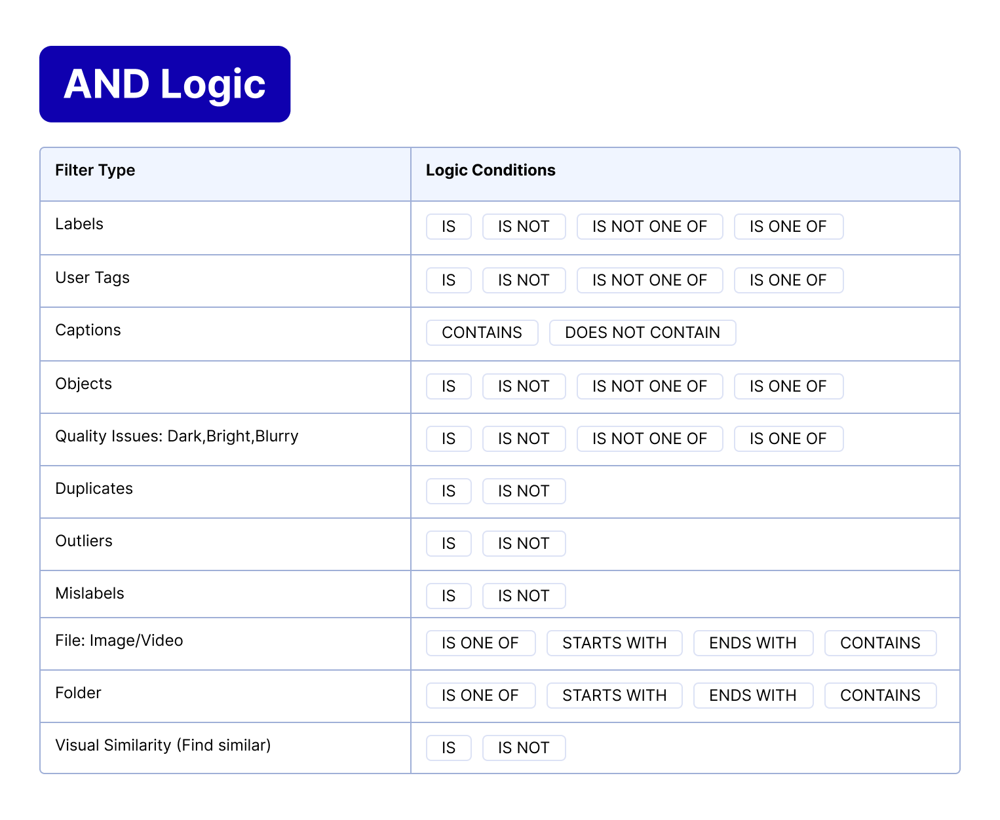 AND Logic
Filter Type Logic Conditions
Labels IS IS NOT IS NOT ONE OF IS ONE OF
User Tags IS IS NOT IS NOT ONE OF IS ONE OF
Captions CONTAINS DOES NOT CONTAIN
Objects IS IS NOT IS NOT ONE OF IS ONE OF
Quality Issues: Dark,Bright,Blurry IS IS NOT IS NOT ONE OF IS ONE OF
Duplicates IS IS NOT
Outliers IS IS NOT
Mislabels IS IS NOT
File: Image/Video IS ONE OF STARTS WITH ENDS WITH CONTAINS
Folder IS ONE OF STARTS WITH ENDS WITH CONTAINS
Visual Similarity (Find similar) IS IS NOT